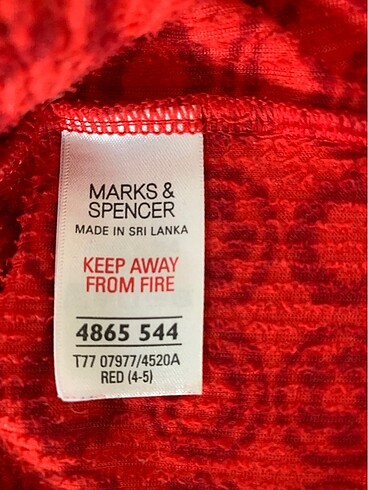 MARKS &
SPENCER
MADE IN SRI LANKA
KEEP AWAY
FROM FIRE
4865 544
T77 07977/4520A
RED (4-5)